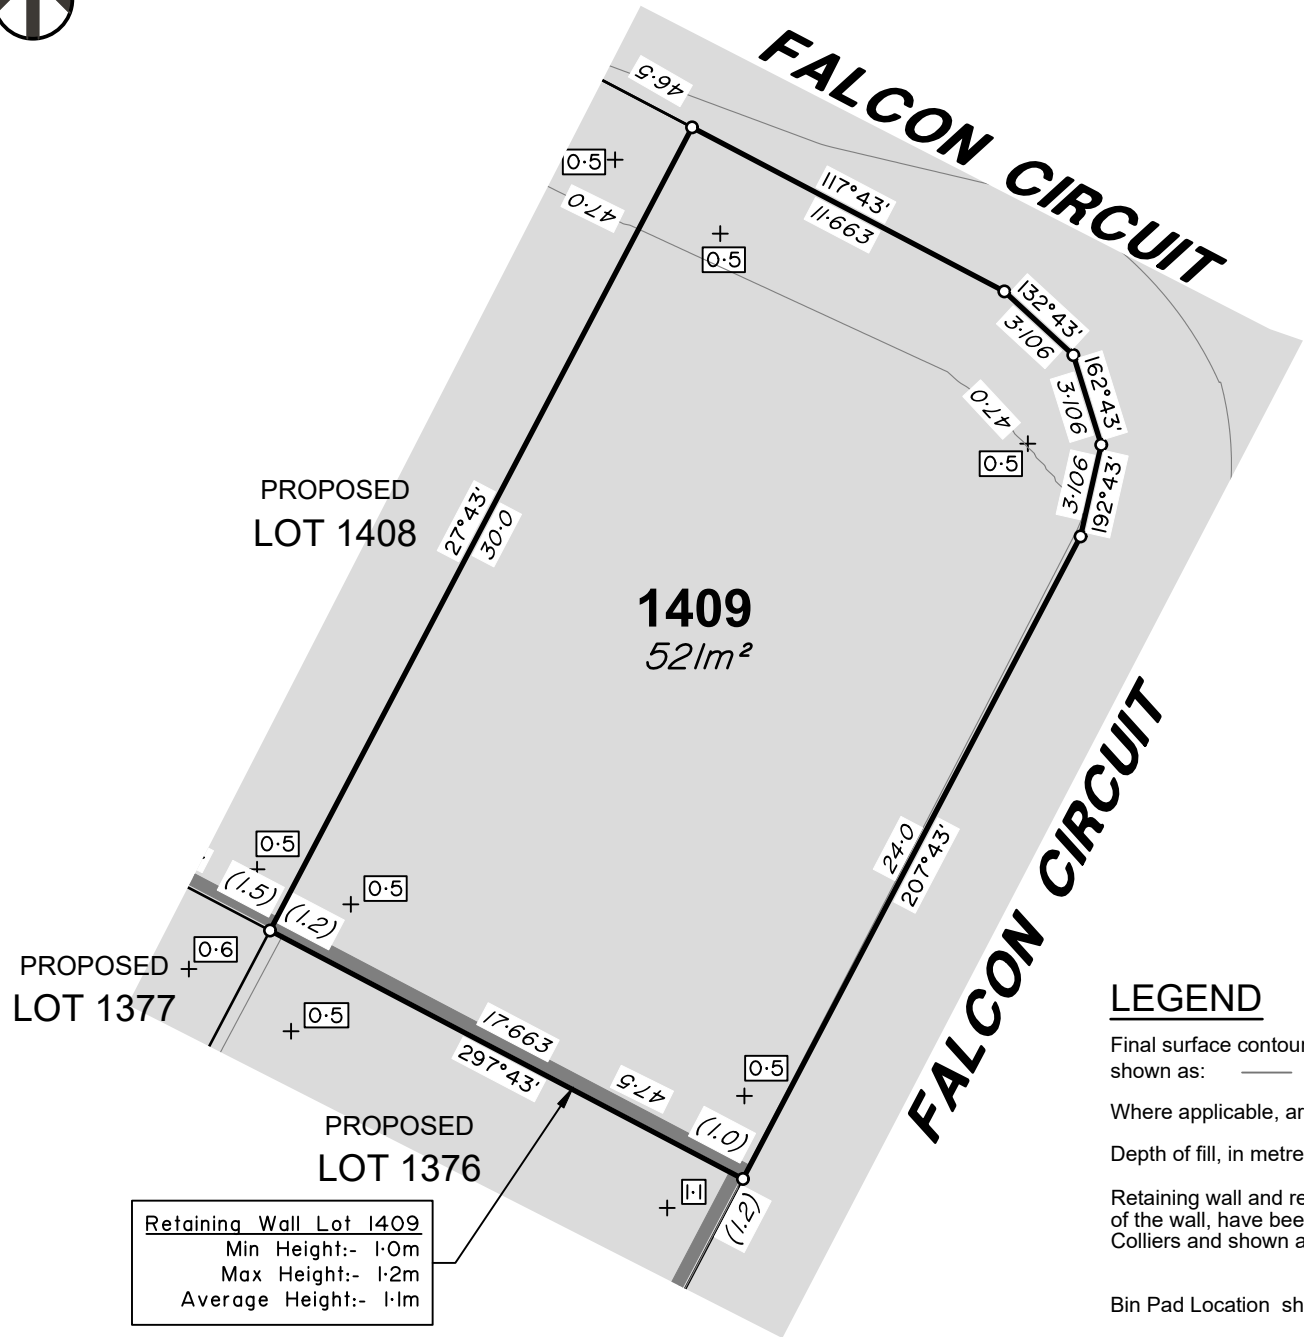 FALCON CIRCUIT
46·5
0·5
47·0
117°43'
11·663
0·5
132°43'
3·106
162°43'
3·106
47·0
0·5
3·106
192°43'
PROPOSED
LOT 1408
27°43'
30·0
1409
521m²
24·0
207°43'
FALCON CIRCUIT
0·5
(1.5)
(1.2)
0·5
0·6
PROPOSED
LOT 1377
0·5
17·663
297°43'
47·5
0·5
(1.0)
PROPOSED
LOT 1376
1·1
(1.2)
Retaining Wall Lot 1409
Min Height:- 1·0m
Max Height:- 1·2m
Average Height:- 1·1m
LEGEND
Final surface contour
shown as:
Where applicable,
Depth of fill, in metre
Retaining wall and
of the wall, have
Colliers and shown
Bin Pad Location